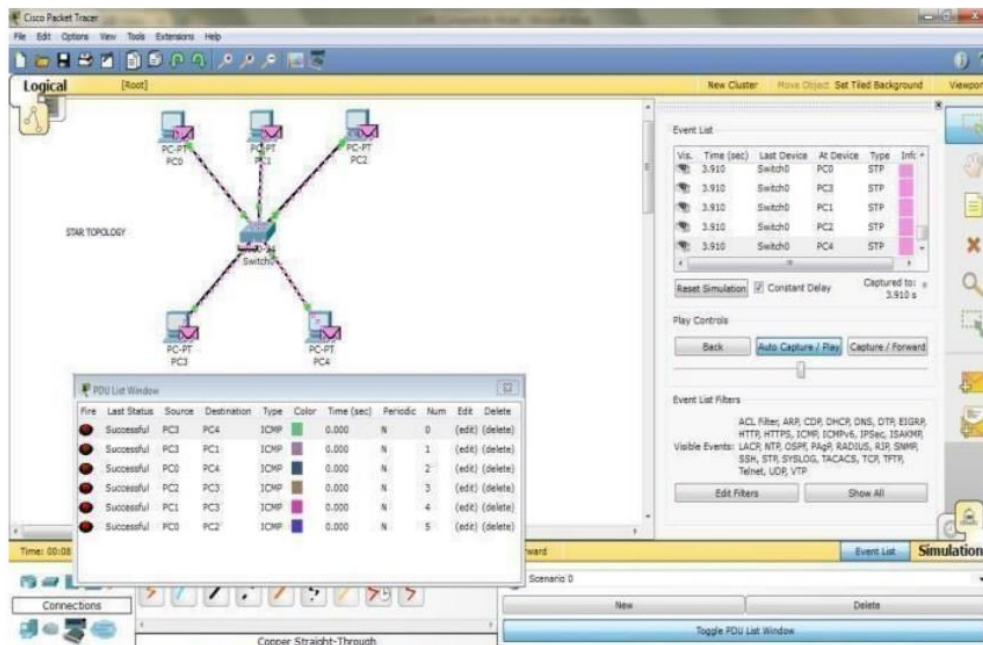 Cisco Packet Tracer
File Edit Options View Tools Extensions Help
Logical [Root] New Cluster Move Object Set Tiled Background Viewpor
PC-PT
PC0
PC-PT
PC1
PC-PT
PC2
STAR TOPOLOGY
Switch0
PC-PT
PC3
PC-PT
PC4
Event List
Vis. Time (sec) Last Device At Device Type Info
3.910 Switch0 PC0 STP
3.910 Switch0 PC3 STP
3.910 Switch0 PC1 STP
3.910 Switch0 PC2 STP
3.910 Switch0 PC4 STP
Reset Simulation Constant Delay Captured to:
3.910 s
Play Controls
Back Auto Capture / Play Capture / Forward
Event List Filters
Visible Events: ACL Filter, ARP, CDP, DHCP, DNS, DTP, EIGRP,
HTTP, HTTPS, ICMP, ICMPv6, IPSec, ISAKMP,
LACP, NTP, OSPF, PAgP, RADIUS, RIP, SNMP,
SSH, STP, SYSLOG, TACACS, TCP, TFTP,
Telnet, UDP, VTP
Edit Filters Show All
PDU List Window
Fire Last Status Source Destination Type Color Time (sec) Periodic Num Edit Delete
Successful PC3 PC4 ICMP 0.000 N 0 (edit) (delete)
Successful PC3 PC1 ICMP 0.000 N 1 (edit) (delete)
Successful PC0 PC4 ICMP 0.000 N 2 (edit) (delete)
Successful PC2 PC3 ICMP 0.000 N 3 (edit) (delete)
Successful PC1 PC3 ICMP 0.000 N 4 (edit) (delete)
Successful PC0 PC2 ICMP 0.000 N 5 (edit) (delete)
Time: 00:08 ward Event List Simulation
Scenario 0
Connections
New Delete
Toggle PDU List Window
Copper Straight-Through